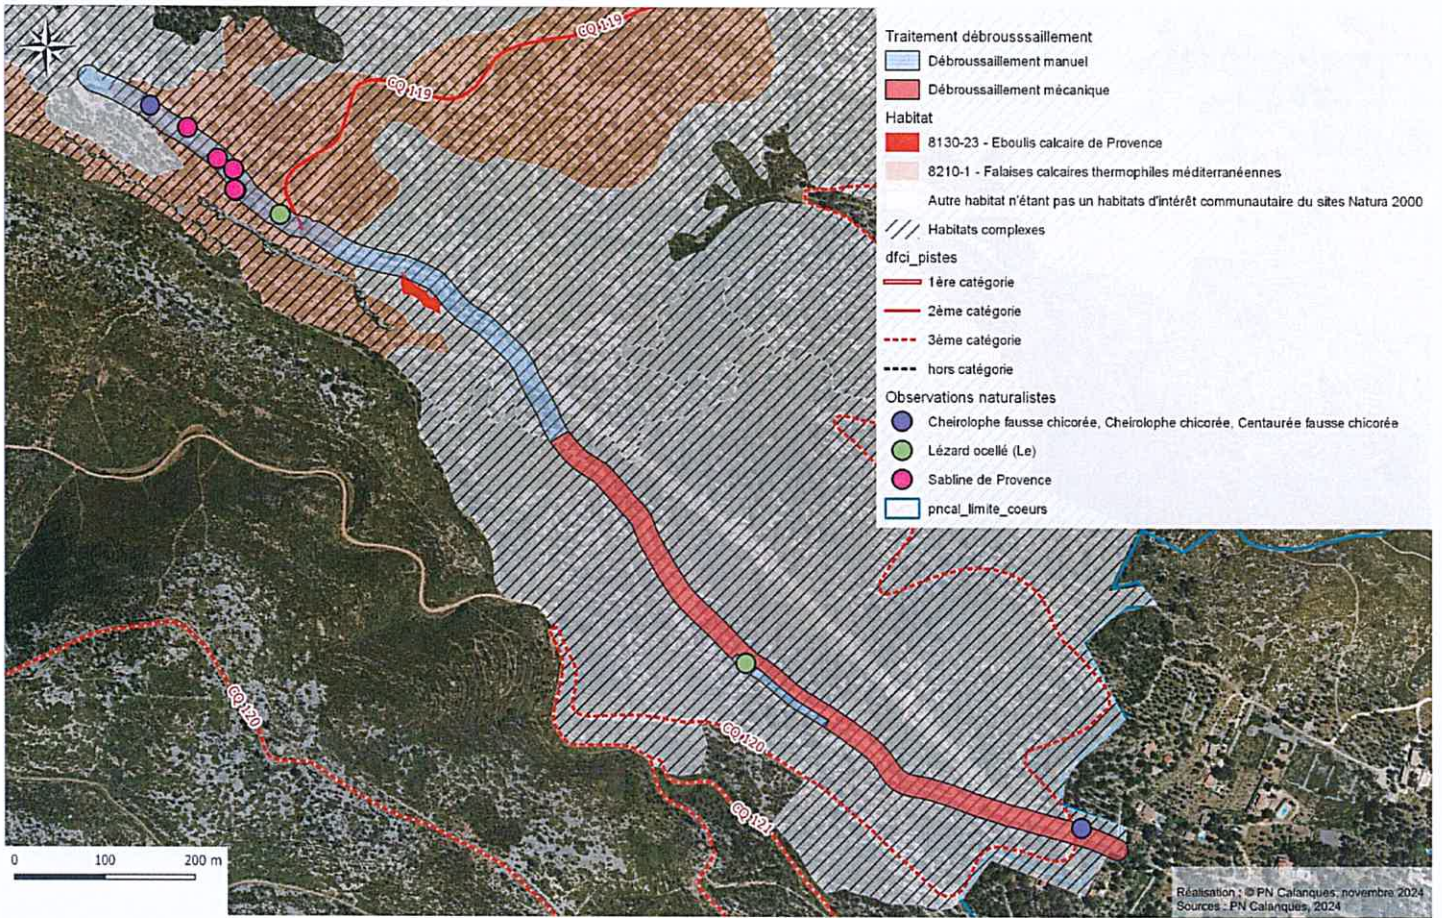 Traitement débrousssaillement
Débroussaillement manuel
Débroussaillement mécanique
Habitat
8130-23 - Eboulis calcaire de Provence
8210-1 - Falaises calcaires thermophiles méditerranéennes
Autre habitat n'étant pas un habitats d'intérêt communautaire du sites Natura 2000
Habitats complexes
dfci_pistes
1ère catégorie
2ème catégorie
3ème catégorie
hors catégorie
Observations naturalistes
Cheirolophe fausse chicorée, Cheirolophe chicorée, Centaurée fausse chicorée
Lézard ocellé (Le)
Sabline de Provence
pncal_limite_coeurs
CQ 119
CQ 119
CQ 120
CQ 120
CQ 121
0 100 200 m
Réalisation : © PN Calanques, novembre 2024
Sources : PN Calanques, 2024